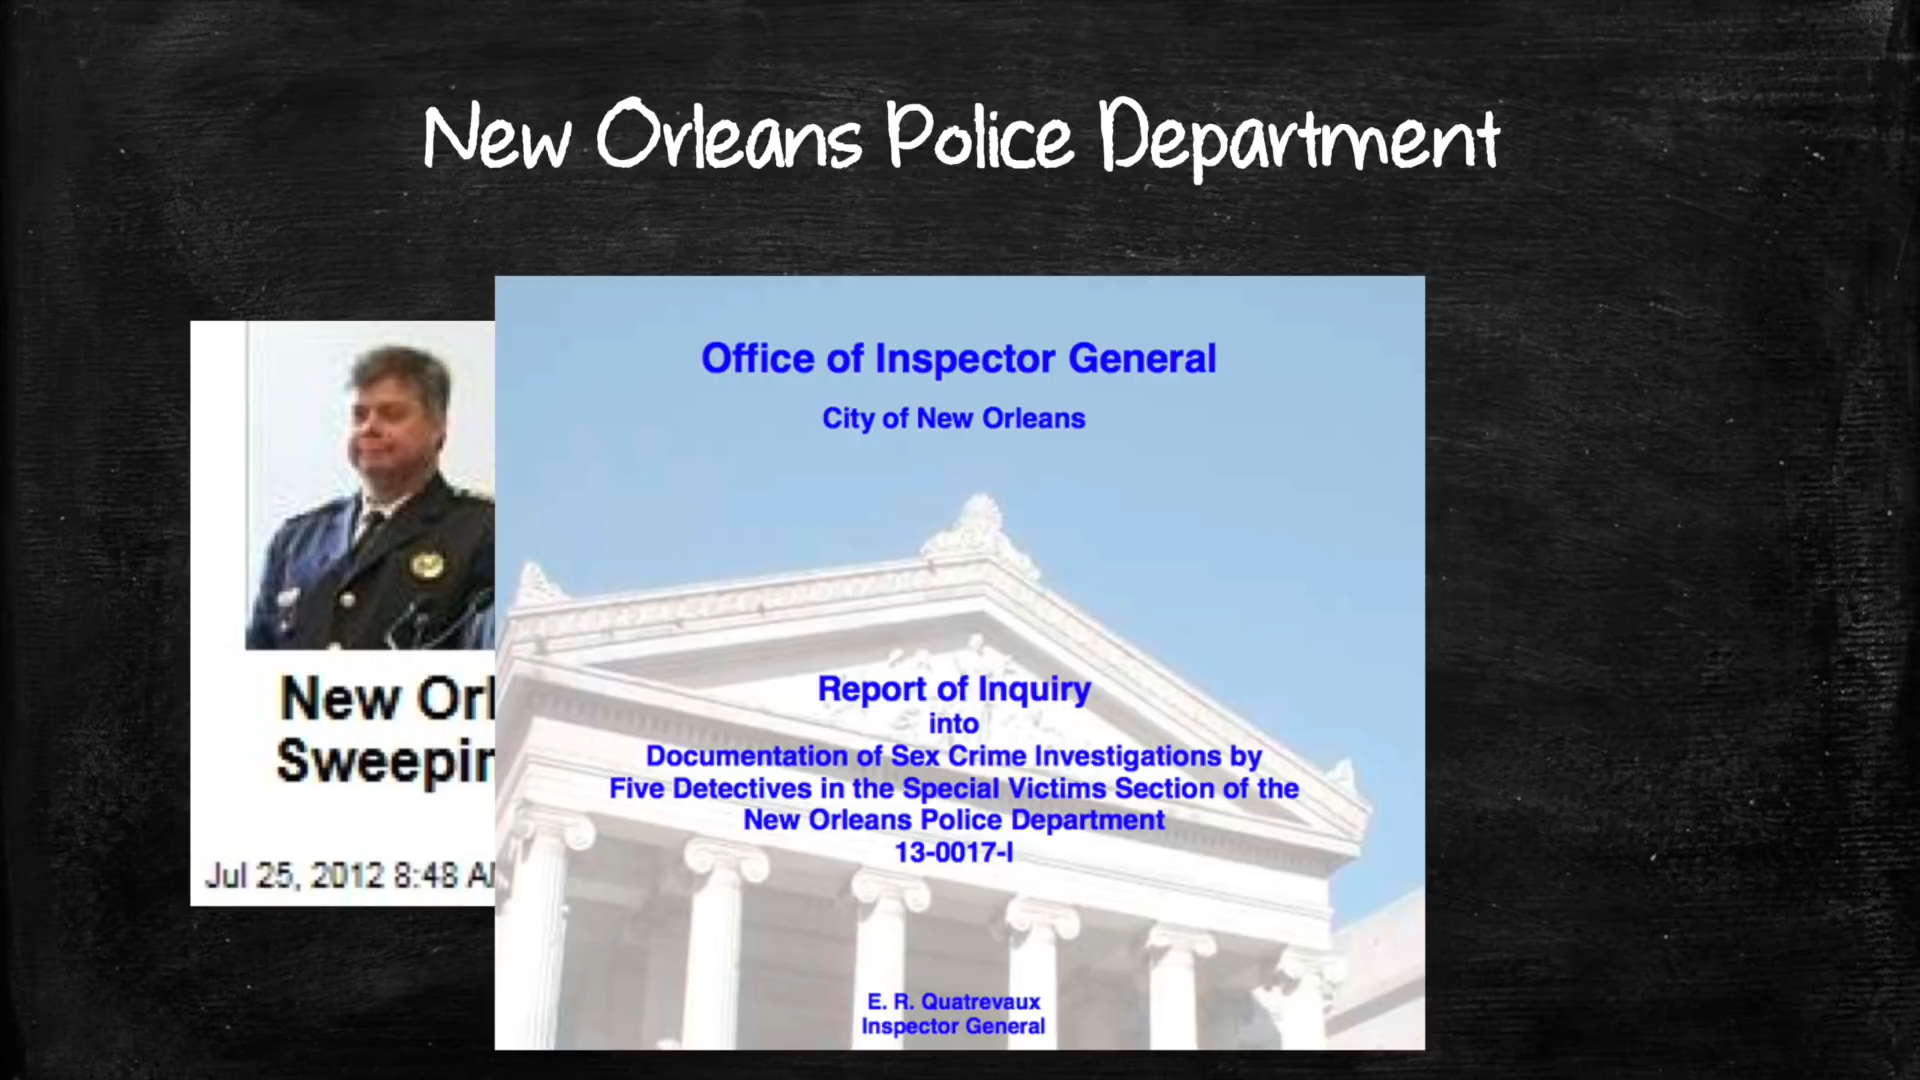 New Orleans Police Department
Office of Inspector General
City of New Orleans
Report of Inquiry
into
Documentation of Sex Crime Investigations by
Five Detectives in the Special Victims Section of the
New Orleans Police Department
13-0017-I
E. R. Quatrevaux
Inspector General
New Orl
Sweepin
Jul 25, 2012 8:48 A